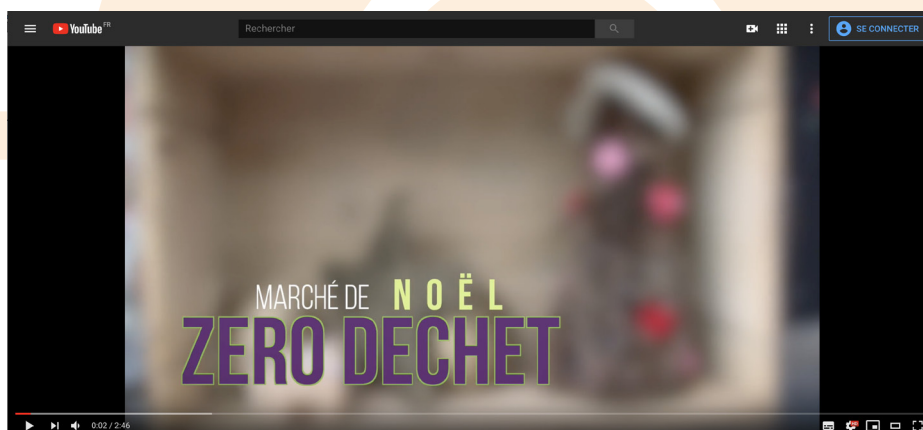 YouTube FR
Rechercher
SE CONNECTER
MARCHÉ DE NOËL
ZERO DECHET
0:02 / 2:46